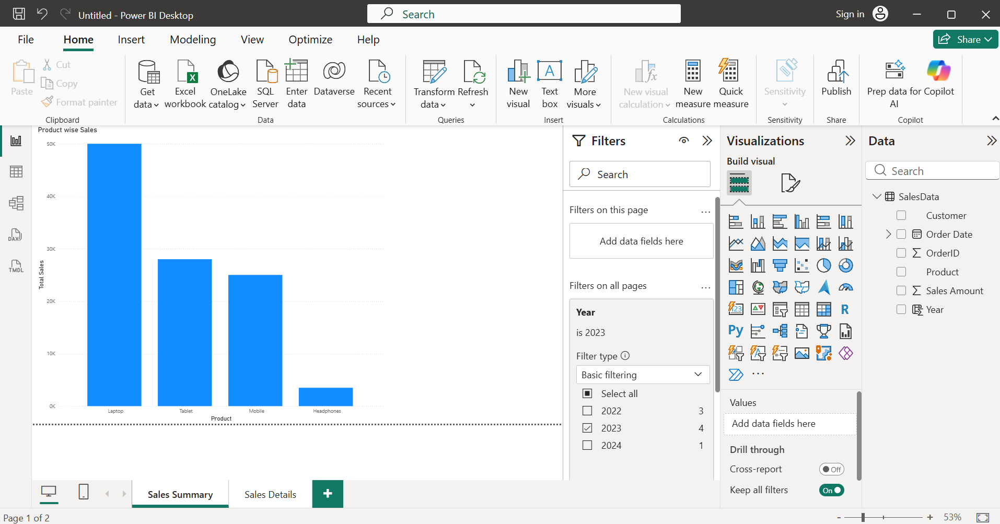 Untitled - Power BI Desktop
Search
Sign in
File Home Insert Modeling View Optimize Help
Share
Paste
Cut
Copy
Format painter
Clipboard
Get data
Excel workbook
OneLake catalog
SQL Server
Enter data
Dataverse
Recent sources
Data
Transform data
Refresh
Queries
New visual
Text box
More visuals
Insert
New visual calculation
New measure
Quick measure
Calculations
Sensitivity
Sensitivity
Publish
Share
Prep data for AI
Copilot
Copilot
DAX
TMDL
Product wise Sales
Total Sales
50K
40K
30K
20K
10K
0K
Laptop Tablet Mobile Headphones
Product
Filters
Search
Filters on this page
...
Add data fields here
Filters on all pages
...
Year
is 2023
Filter type
Basic filtering
Select all
2022 3
2023 4
2024 1
Visualizations
Build visual
123
R
Py
...
Values
Add data fields here
Drill through
Cross-report Off
Keep all filters On
Data
Search
SalesData
Customer
Order Date
OrderID
Product
Sales Amount
Year
Sales Summary
Sales Details
+
Page 1 of 2
- + 53%